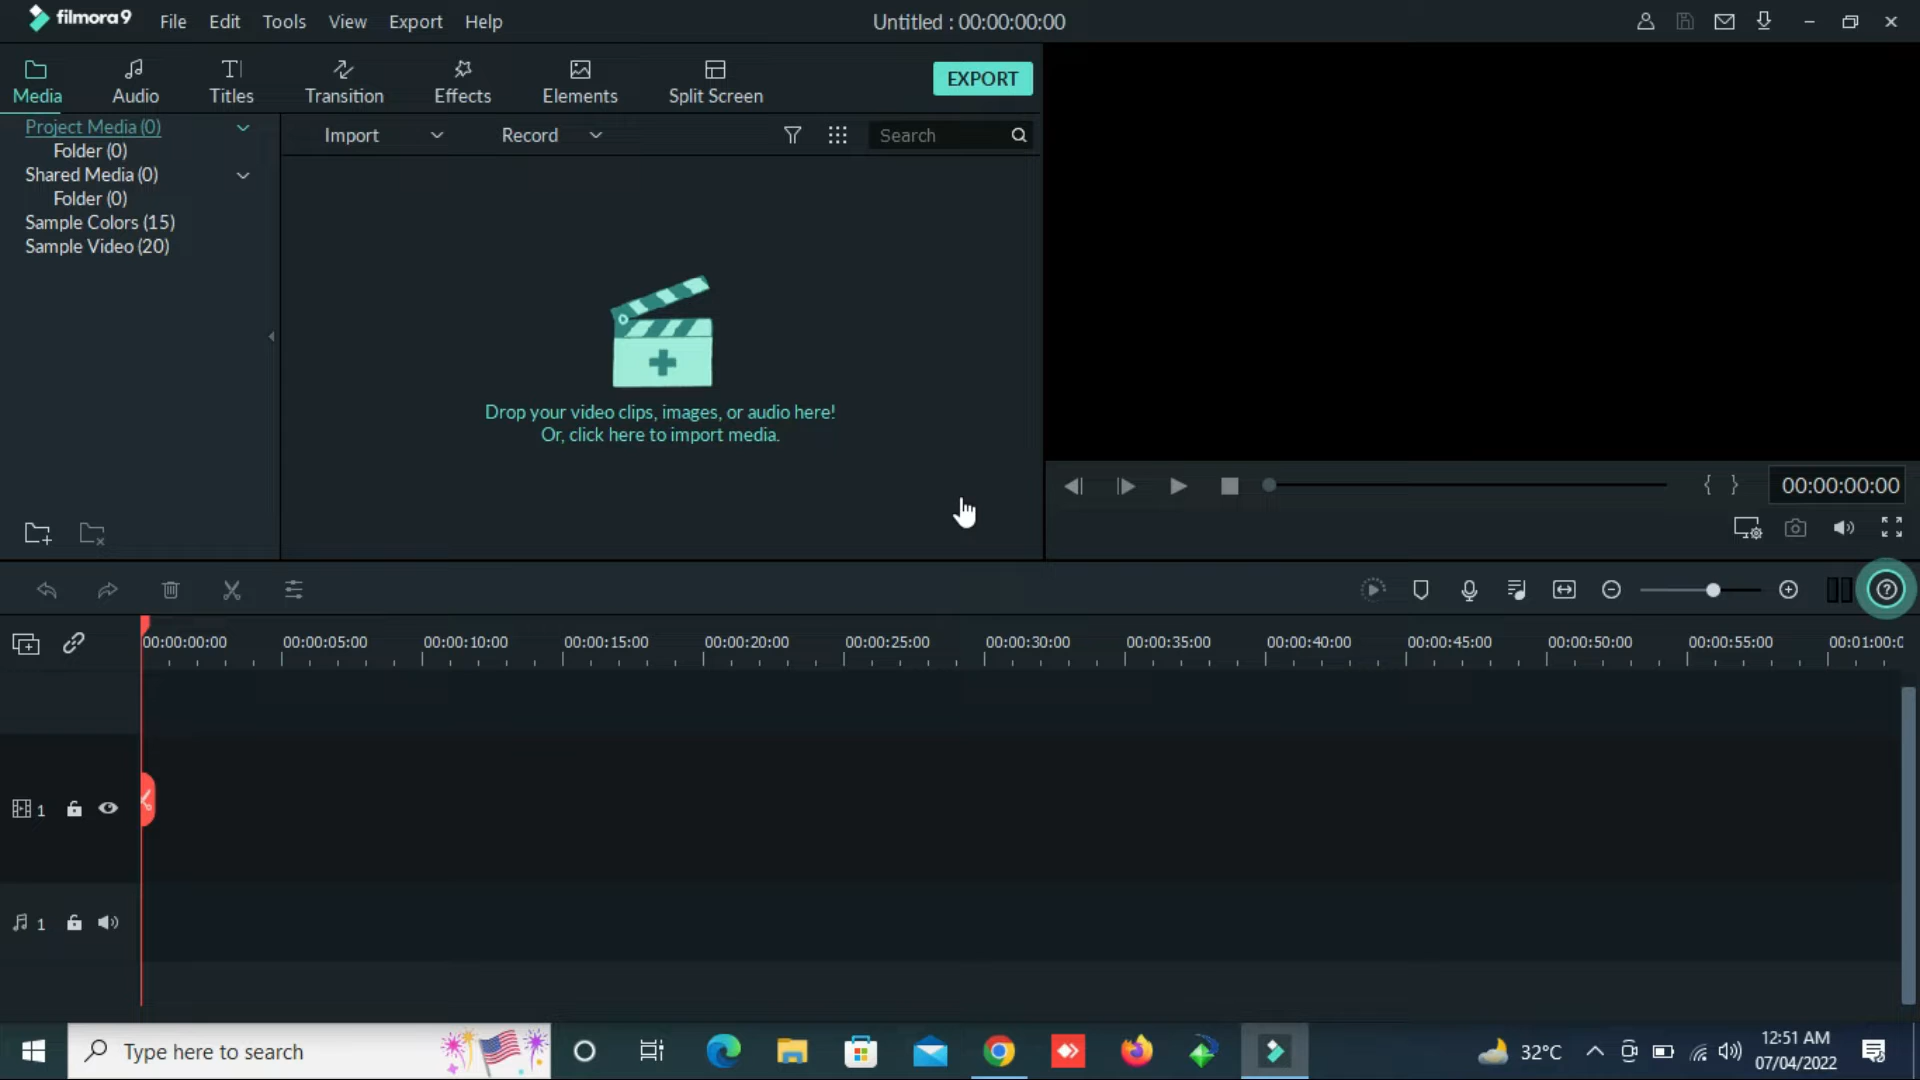 filmora9 File Edit Tools View Export Help Untitled : 00:00:00:00
Media Audio Titles Transition Effects Elements Split Screen EXPORT
Project Media (0)
Folder (0)
Shared Media (0)
Folder (0)
Sample Colors (15)
Sample Video (20)
Import Record Search
Drop your video clips, images, or audio here!
Or, click here to import media.
{ } 00:00:00:00
00:00:00:00 00:00:05:00 00:00:10:00 00:00:15:00 00:00:20:00 00:00:25:00 00:00:30:00 00:00:35:00 00:00:40:00 00:00:45:00 00:00:50:00 00:00:55:00 00:01:00:0
1
1
Type here to search 32°C 12:51 AM
07/04/2022